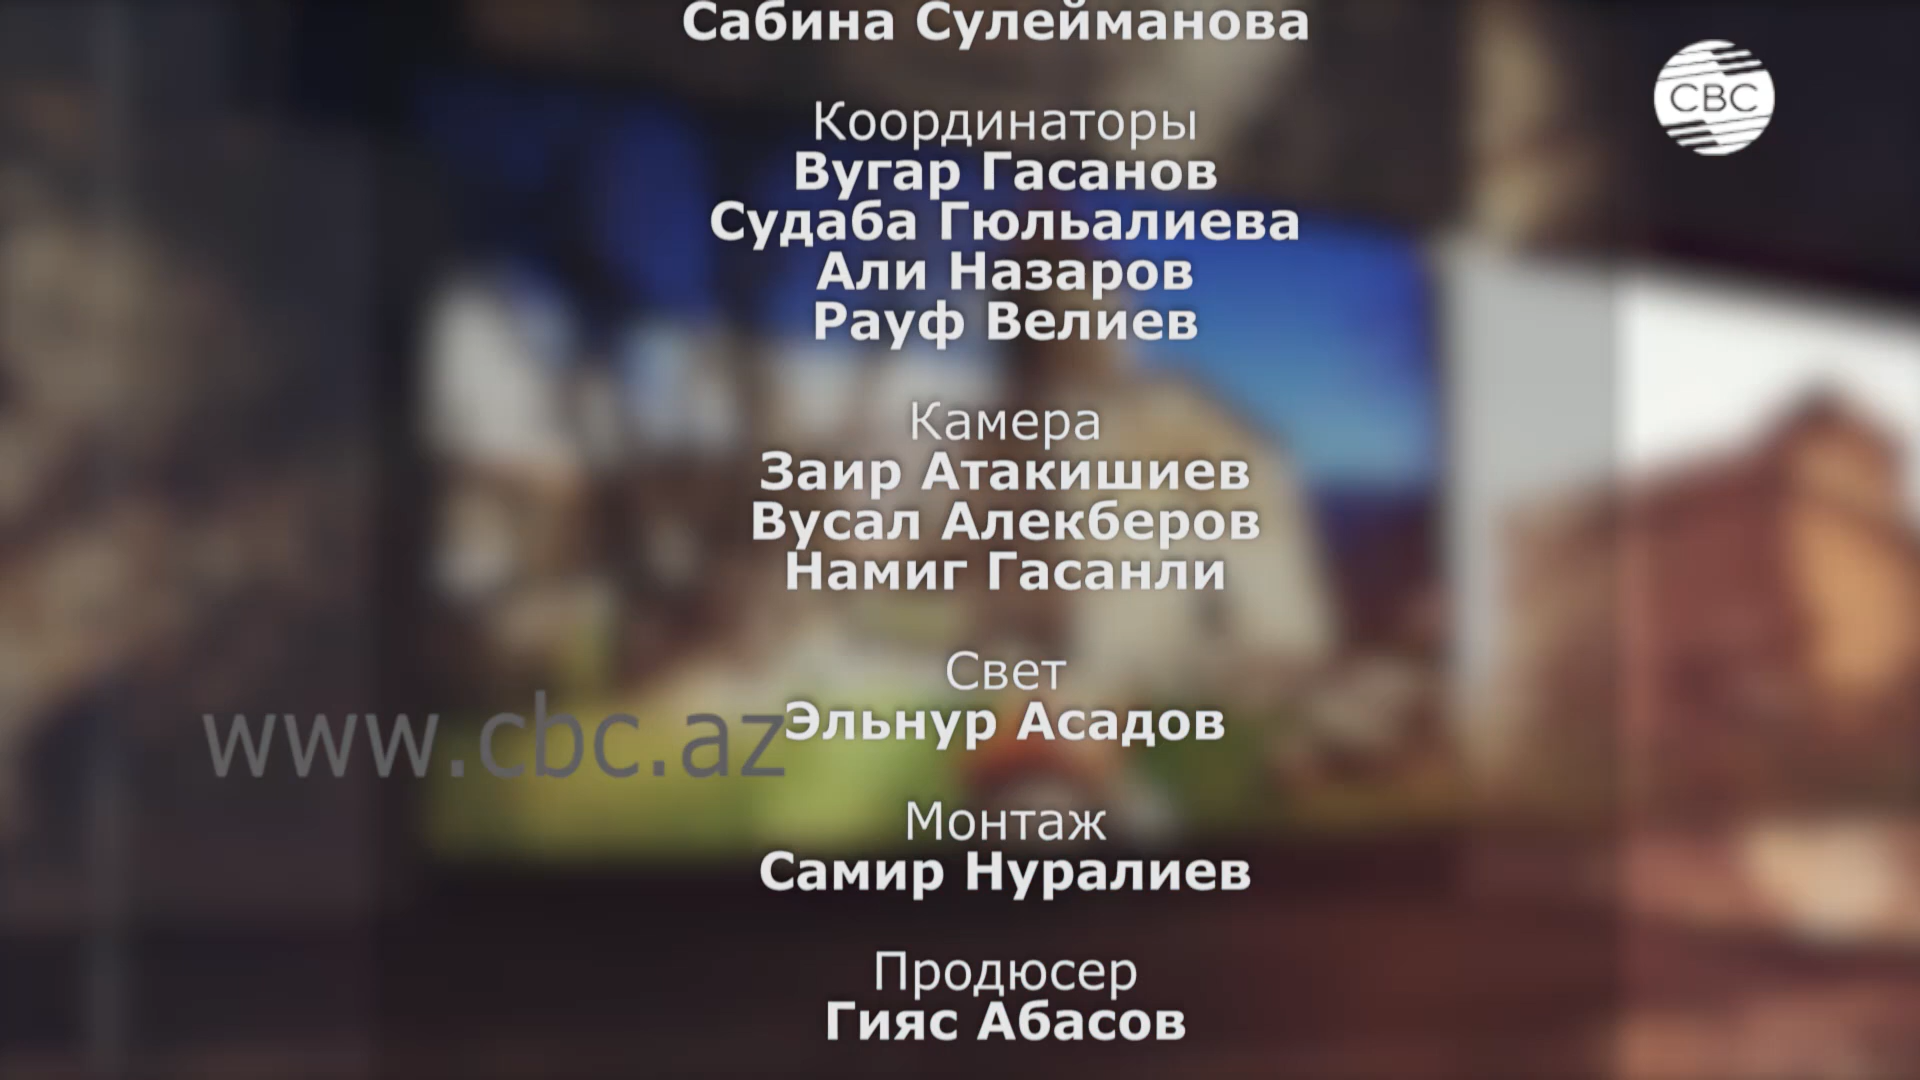 Сабина Сулейманова
CBC
Координаторы
Вугар Гасанов
Судаба Гюльалиева
Али Назаров
Рауф Велиев
Камера
Заир Атакишиев
Вусал Алекберов
Намиг Гасанли
Свет
Эльнур Асадов
www.cbc.az
Монтаж
Самир Нуралиев
Продюсер
Гияс Абасов